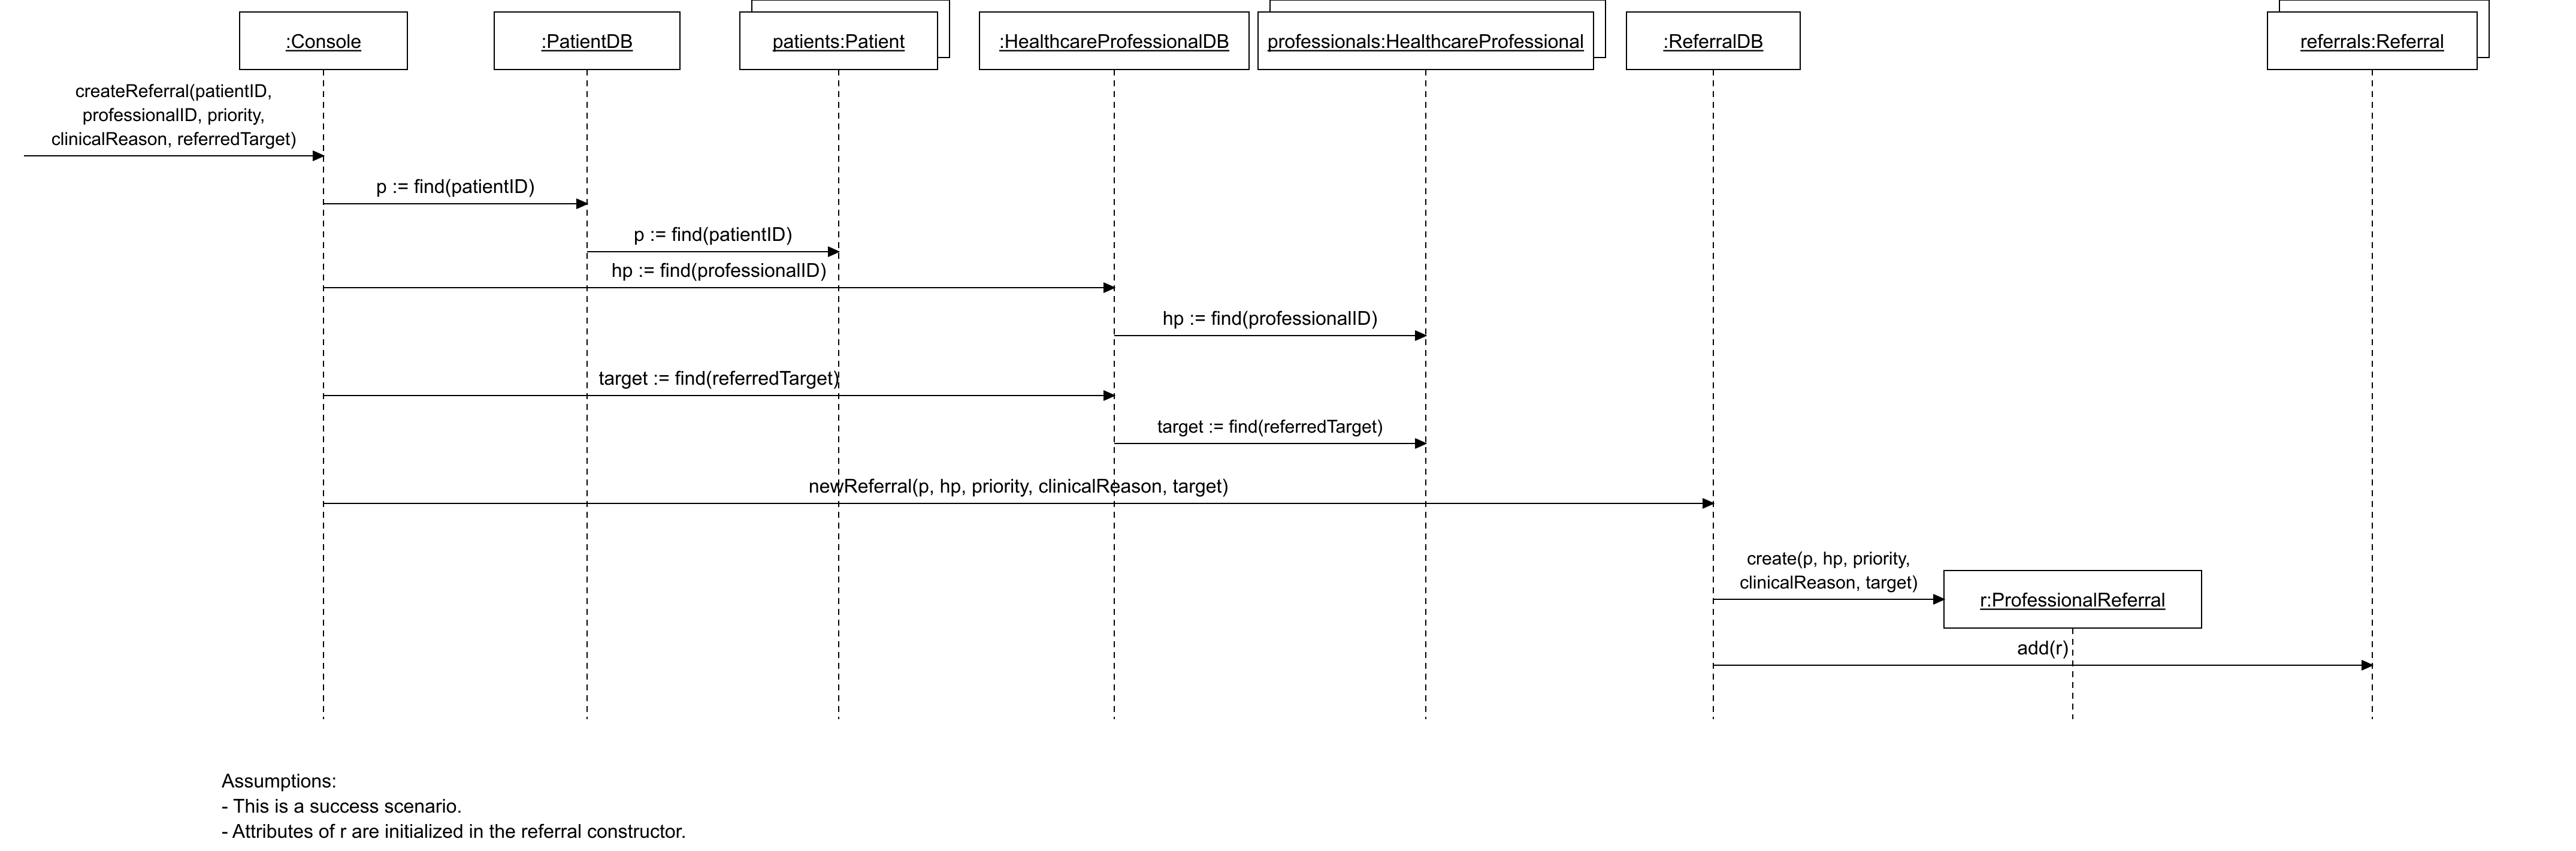 :Console
:PatientDB
patients:Patient
:HealthcareProfessionalDB
professionals:HealthcareProfessional
:ReferralDB
referrals:Referral
createReferral(patientID,
professionalID, priority,
clinicalReason, referredTarget)
p := find(patientID)
p := find(patientID)
hp := find(professionalID)
hp := find(professionalID)
target := find(referredTarget)
target := find(referredTarget)
newReferral(p, hp, priority, clinicalReason, target)
create(p, hp, priority,
clinicalReason, target)
r:ProfessionalReferral
add(r)
Assumptions:
- This is a success scenario.
- Attributes of r are initialized in the referral constructor.